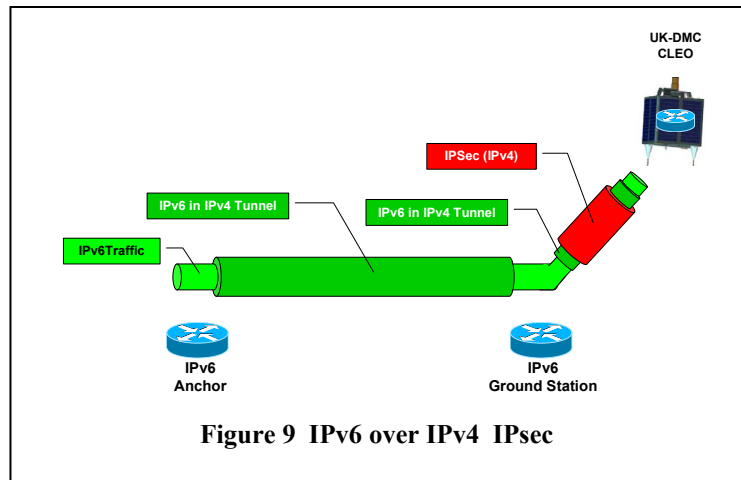 UK-DMC
CLEO
IPSec (IPv4)
IPv6 in IPv4 Tunnel
IPv6 in IPv4 Tunnel
IPv6Traffic
IPv6
Anchor
IPv6
Ground Station
Figure 9 IPv6 over IPv4 IPsec